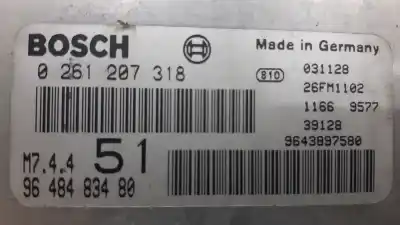 BOSCH
Made in Germany
0 261 207 318
810
031128
26FM1102
1166 9577
39128
9643897580
M7.4.4 51
96 484 834 80